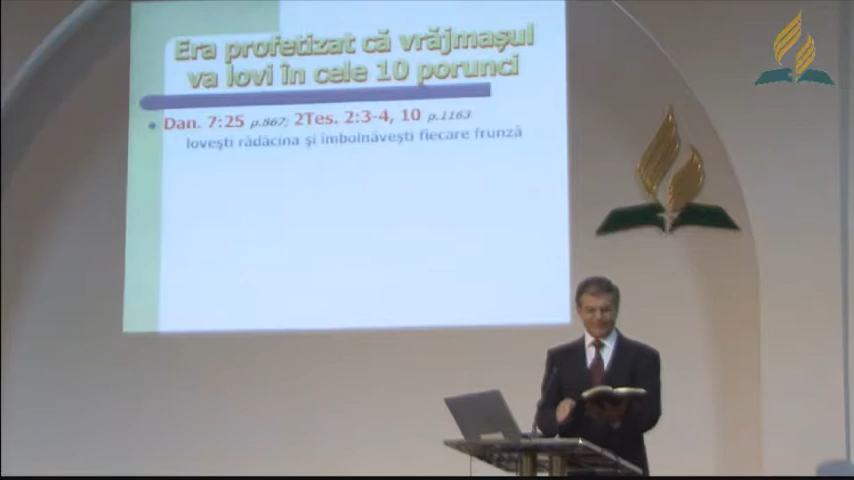 Era profetizat că vrăjmașul
va lovi în cele 10 porunci
• Dan. 7:25 p.867; 2Tes. 2:3-4, 10 p.1163
lovești rădăcina și îmbolnăvești fiecare frunză